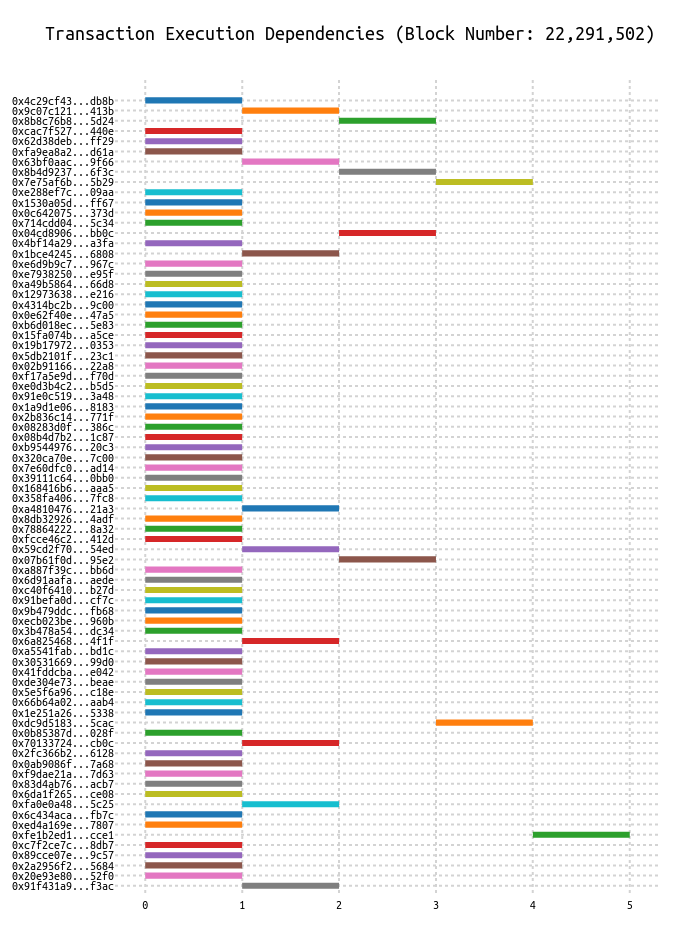 Transaction Execution Dependencies (Block Number: 22,291,502)
0x4c29cf43...db8b
0x9c07c121...413b
0x8b8c76b8...5d24
0xcac7f527...440e
0x62d38deb...ff29
0xfa9ea8a2...d61a
0x63bf0aac...9f66
0x8b4d9237...6f3c
0x7e75af6b...5b29
0xe288ef7c...09aa
0x1530a05d...ff67
0x0c642075...373d
0x714cdd04...5c34
0x04cd8906...bb0c
0x4bf14a29...a3fa
0x1bce4245...6808
0xe6d9b9c7...967c
0xe7938250...e95f
0xa49b5864...66d8
0x12973638...e216
0x4314bc2b...9c00
0x0e62f40e...47a5
0xb6d018ec...5e83
0x15fa074b...a5ce
0x19b17972...0353
0x5db2101f...23c1
0x02b91166...22a8
0xf17a5e9d...f70d
0xe0d3b4c2...b5d5
0x91e0c519...3a48
0x1a9d1e06...8183
0x2b836c14...771f
0x08283d0f...386c
0x08b4d7b2...1c87
0xb9544976...20c3
0x320ca70e...7c00
0x7e60dfc0...ad14
0x39111c64...0bb0
0x168416b6...aaa5
0x358fa406...7fc8
0xa4810476...21a3
0x8db32926...4adf
0x78864222...8a32
0xfcce46c2...412d
0x59cd2f70...54ed
0x07b61f0d...95e2
0xa887f39c...bb6d
0x6d91aafa...aede
0xc40f6410...b27d
0x91befa0d...cf7c
0x9b479ddc...fb68
0xecb023be...960b
0x3b478a54...dc34
0x6a825468...4f1f
0xa5541fab...bd1c
0x30531669...99d0
0x41fddcba...e042
0xde304e73...beae
0x5e5f6a96...c18e
0x66b64a02...aab4
0x1e251a26...5338
0xdc9d5183...5cac
0x0b85387d...028f
0x70133724...cb0c
0x2fc366b2...6128
0x0ab9086f...7a68
0xf9dae21a...7d63
0x83d4ab76...acb7
0x6da1f265...ce08
0xfa0e0a48...5c25
0x6c434aca...fb7c
0xed4a169e...7807
0xfe1b2ed1...cce1
0xc7f2ce7c...8db7
0x89cce07e...9c57
0x2a2956f2...5684
0x20e93e80...52f0
0x91f431a9...f3ac
0 1 2 3 4 5